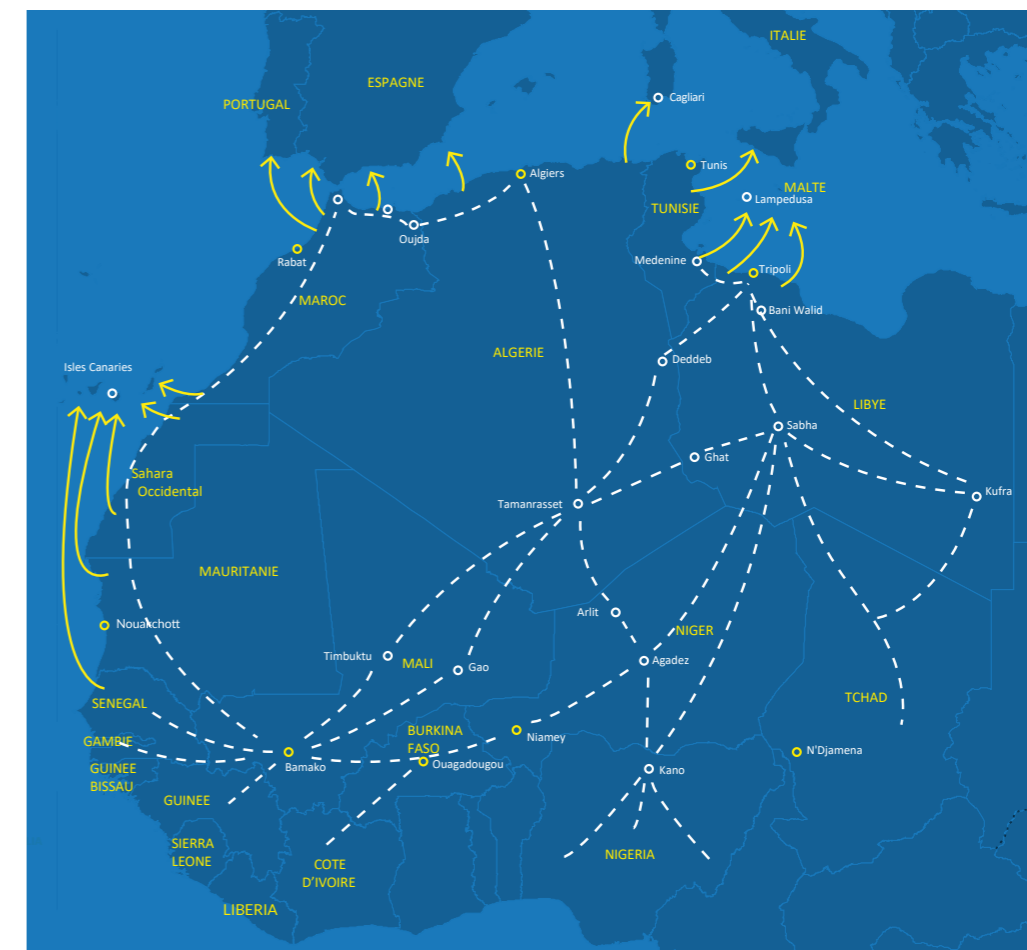 ITALIE
ESPAGNE
Cagliari
PORTUGAL
Tunis
Algiers
MALTE
Lampedusa
TUNISIE
Oujda
Rabat
Medenine
Tripoli
MAROC
Bani Walid
ALGERIE
Deddeb
Isles Canaries
LIBYE
Sabha
Ghat
Sahara
Occidental
Kufra
Tamanrasset
MAURITANIE
Arlit
Nouakchott
NIGER
Timbuktu
MALI
Gao
Agadez
TCHAD
SENEGAL
BURKINA
FASO
Niamey
GAMBIE
N'Djamena
Ouagadougou
Bamako
GUINEE
BISSAU
Kano
GUINEE
SIERRA
LEONE
NIGERIA
COTE
D'IVOIRE
LIBERIA